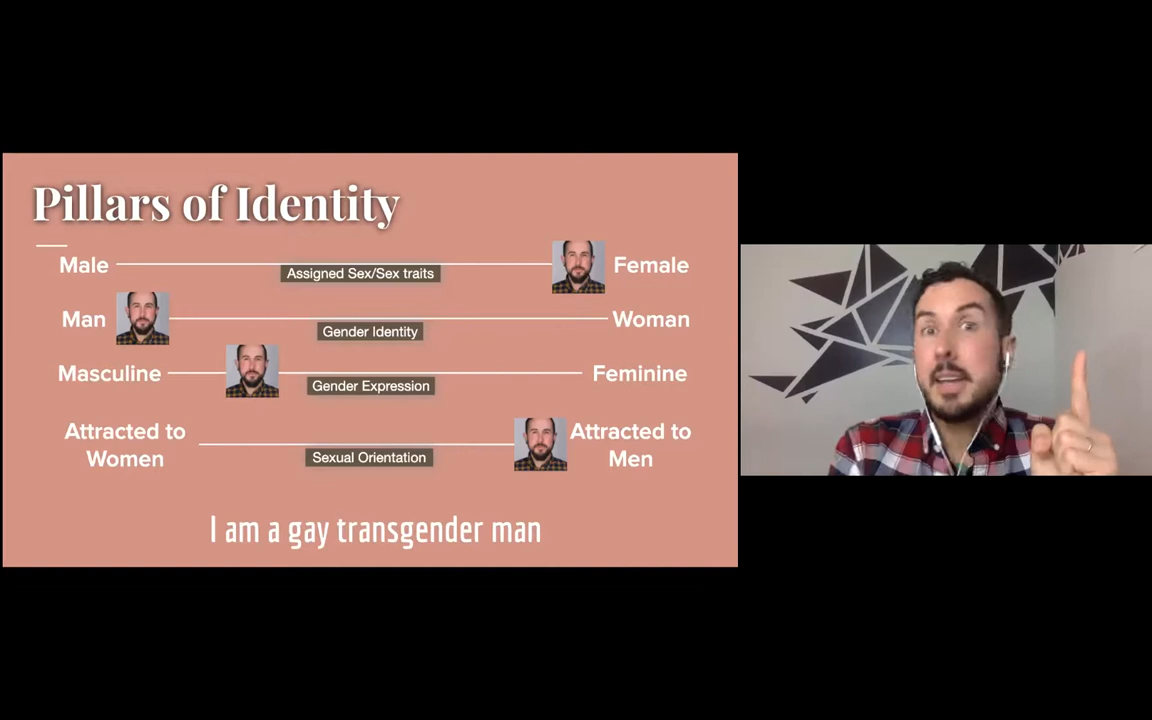 Pillars of Identity
Male Assigned Sex/Sex traits Female
Man Gender Identity Woman
Masculine Gender Expression Feminine
Attracted to Women Sexual Orientation Attracted to Men
I am a gay transgender man